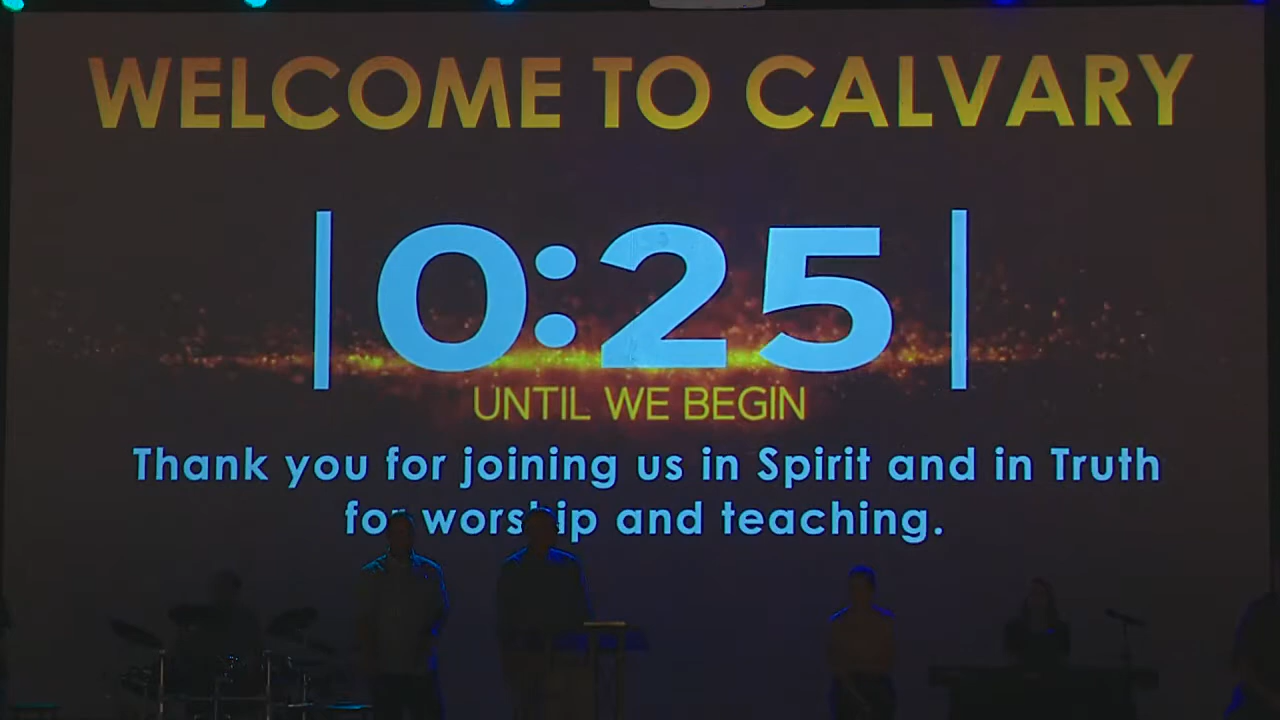 WELCOME TO CALVARY
0:25
UNTIL WE BEGIN
Thank you for joining us in Spirit and in Truth
for worship and teaching.